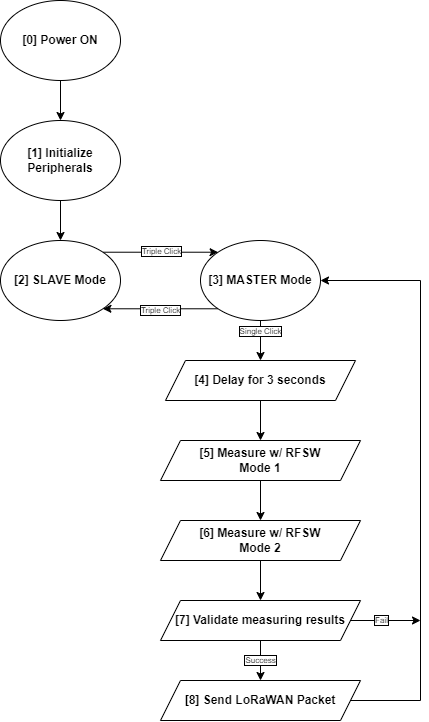 [0] Power ON
[1] Initialize
Peripherals
Triple Click
[2] SLAVE Mode
[3] MASTER Mode
Triple Click
Single Click
[4] Delay for 3 seconds
[5] Measure w/ RFSW
Mode 1
[6] Measure w/ RFSW
Mode 2
[7] Validate measuring results
Fail
Success
[8] Send LoRaWAN Packet